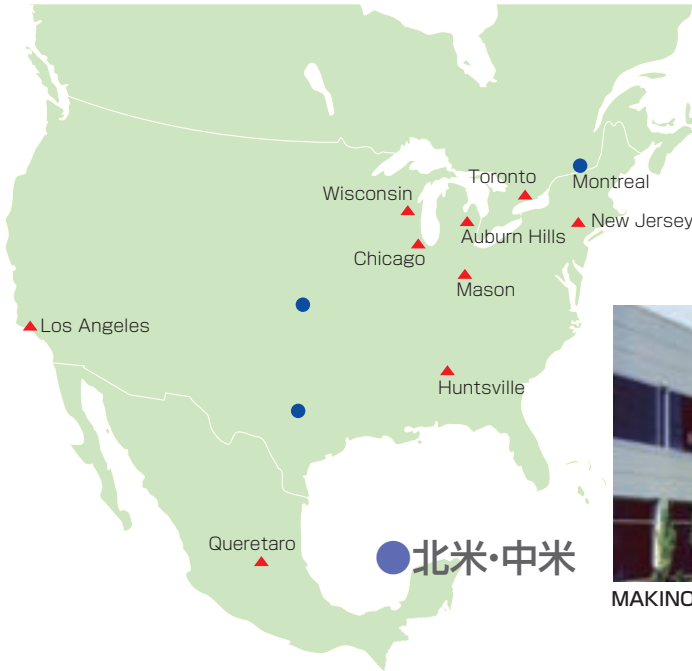 Toronto
Montreal
Wisconsin
New Jersey
Auburn Hills
Chicago
Mason
Los Angeles
Huntsville
Queretaro
北米・中米
MAKINO